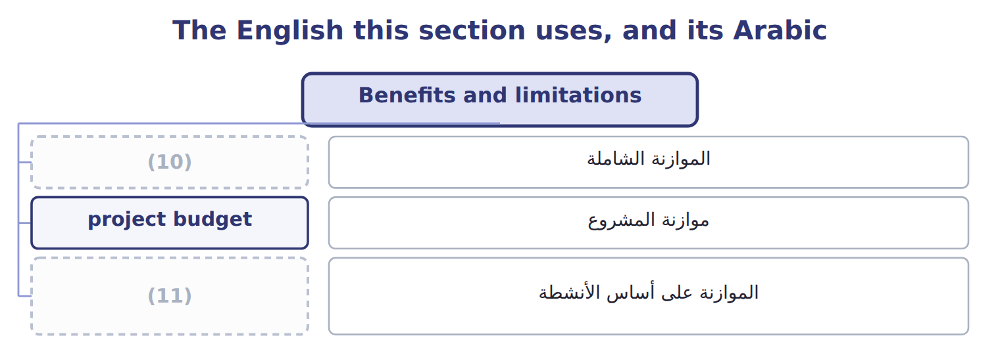 The English this section uses, and its Arabic
Benefits and limitations
(10)
الموازنة الشاملة
project budget
موازنة المشروع
(11)
الموازنة على أساس الأنشطة